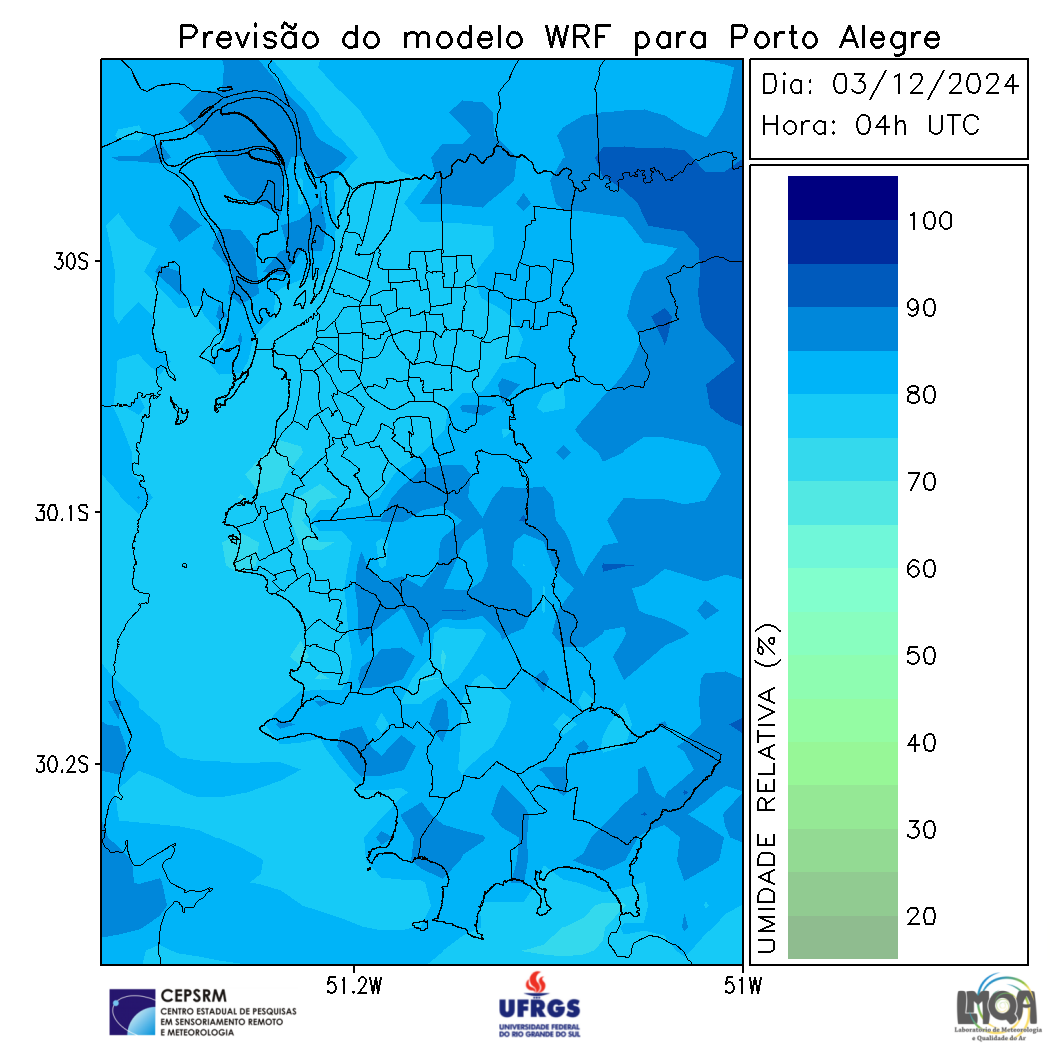 Previsão do modelo WRF para Porto Alegre
Dia: 03/12/2024
Hora: 04h UTC
30S
30.1S
30.2S
51.2W
51W
UMIDADE RELATIVA (%)
100
90
80
70
60
50
40
30
20
CEPSRM
CENTRO ESTADUAL DE PESQUISAS
EM SENSORIAMENTO REMOTO
E METEOROLOGIA
UFRGS
UNIVERSIDADE FEDERAL
DO RIO GRANDE DO SUL
LMQA
Laboratório de Meteorologia
e Qualidade do Ar